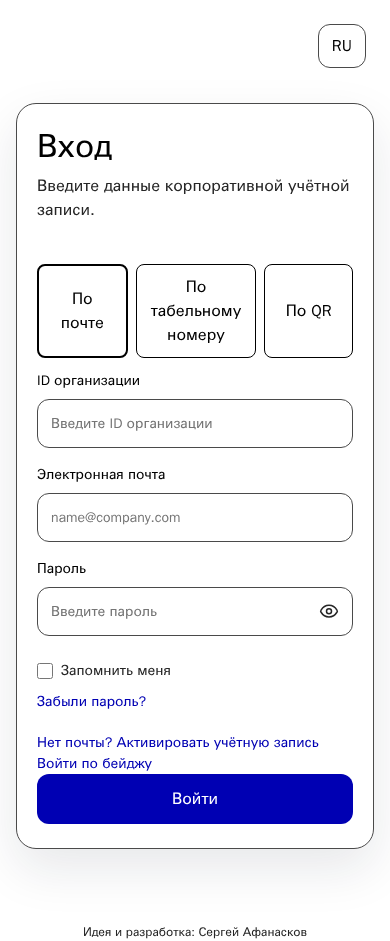 RU
Вход
Введите данные корпоративной учётной
записи.
По
почте
По
табельному
номеру
По QR
ID организации
Введите ID организации
Электронная почта
name@company.com
Пароль
Введите пароль
Запомнить меня
Забыли пароль?
Нет почты? Активировать учётную запись
Войти по бейджу
Войти
Идея и разработка: Сергей Афанасков